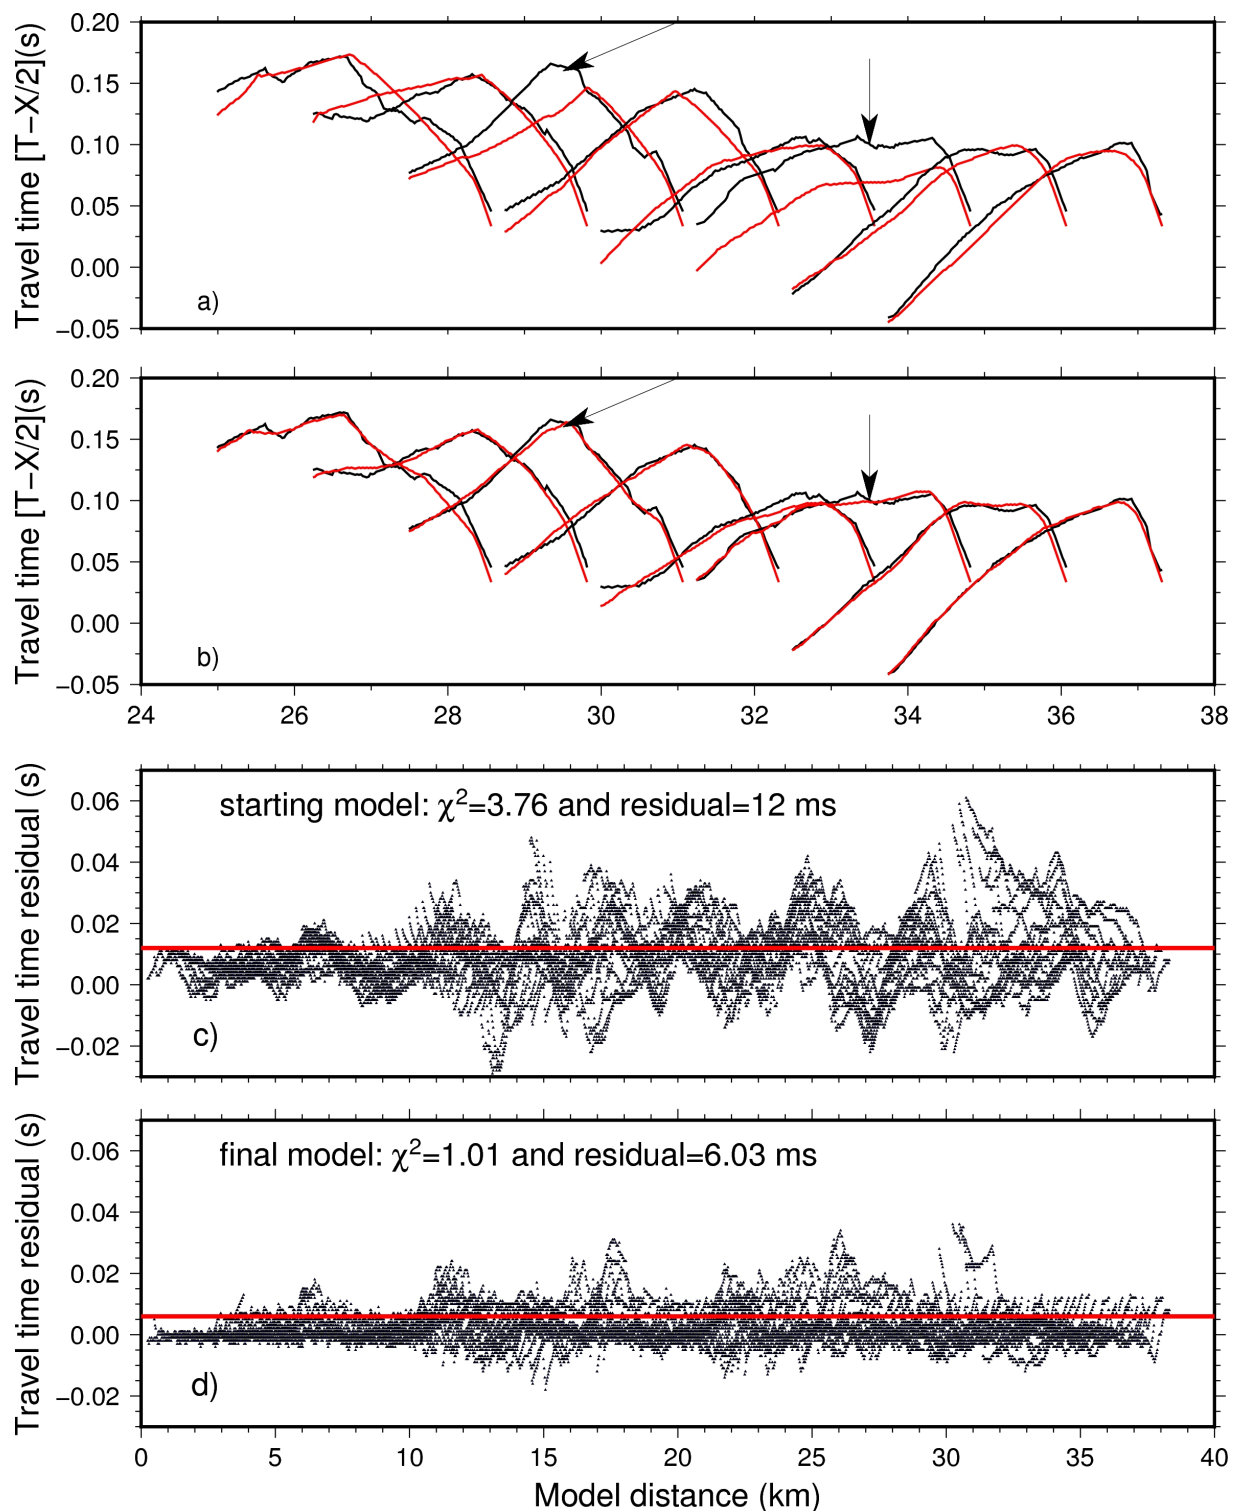 0.20
0.15
0.10
0.05
0.00
−0.05
Travel time [T−X/2](s)
a)
0.20
0.15
0.10
0.05
0.00
−0.05
Travel time [T−X/2](s)
b)
24 26 28 30 32 34 36 38
0.06
0.04
0.02
0.00
−0.02
Travel time residual (s)
starting model: χ²=3.76 and residual=12 ms
c)
0.06
0.04
0.02
0.00
−0.02
Travel time residual (s)
final model: χ²=1.01 and residual=6.03 ms
d)
0 5 10 15 20 25 30 35 40
Model distance (km)